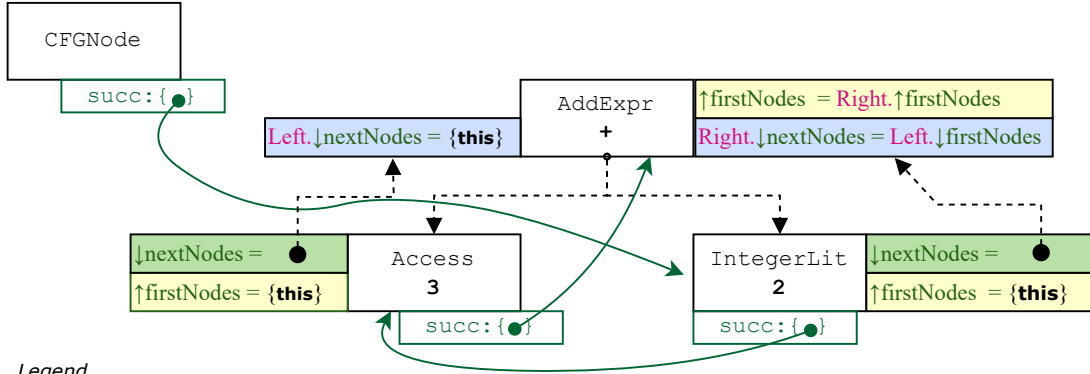 CFGNode
succ:{ }
AddExpr
+
↑firstNodes = Right.↑firstNodes
Left.↓nextNodes = {this}
Right.↓nextNodes = Left.↓firstNodes
↓nextNodes =
↑firstNodes = {this}
Access
3
succ:{ }
IntegerLit
2
succ:{ }
↓nextNodes =
↑firstNodes = {this}
Legend